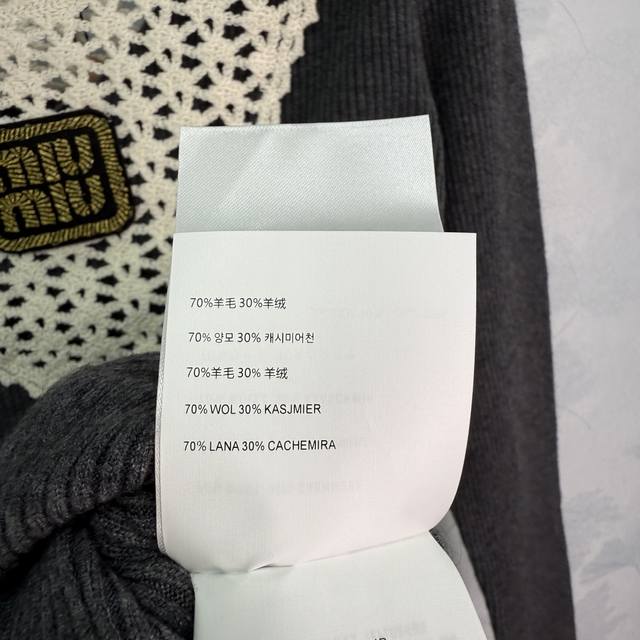 miu
miu
70%羊毛 30%羊绒
70% 양모 30% 캐시미어천
70%羊毛 30% 羊绒
70% WOL 30% KASJMIER
70% LANA 30% CACHEMIRA